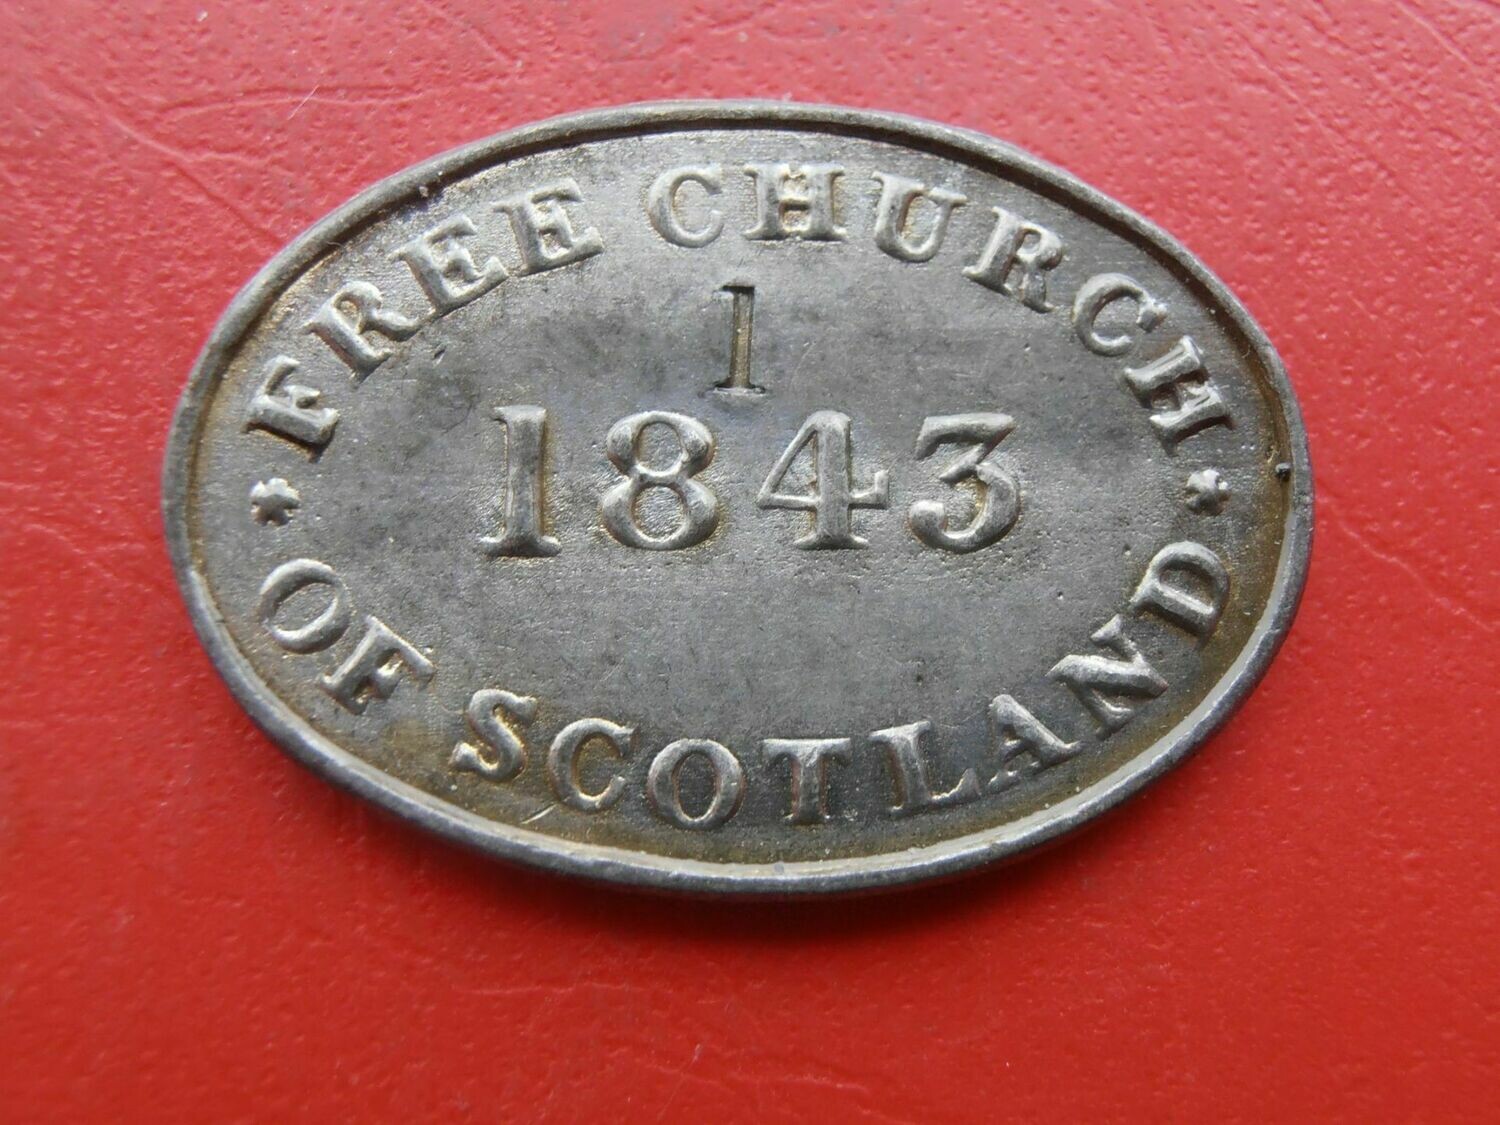 * FREE CHURCH *
1
1843
OF SCOTLAND